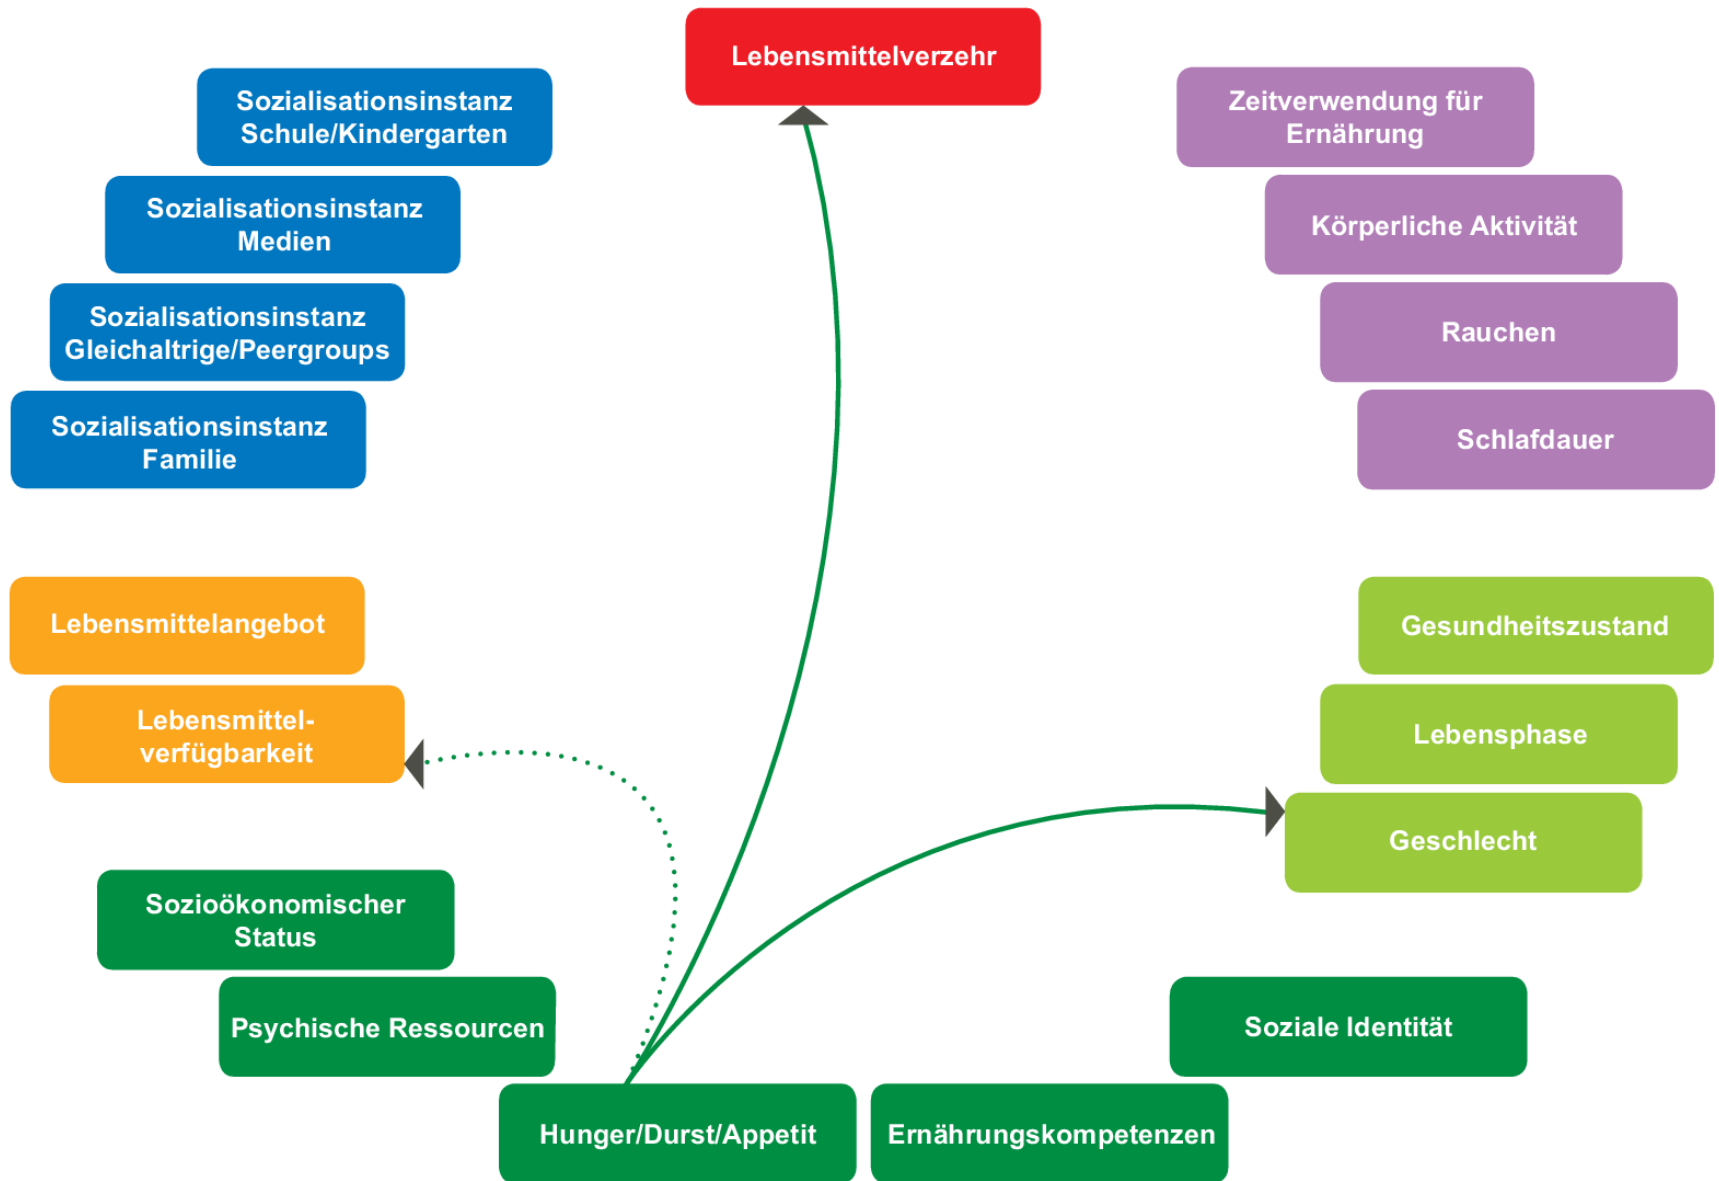 Lebensmittelverzehr
Sozialisationsinstanz
Schule/Kindergarten
Zeitverwendung für
Ernährung
Sozialisationsinstanz
Medien
Körperliche Aktivität
Sozialisationsinstanz
Gleichaltrige/Peergroups
Rauchen
Sozialisationsinstanz
Familie
Schlafdauer
Lebensmittelangebot
Gesundheitszustand
Lebensmittel-
verfügbarkeit
Lebensphase
Geschlecht
Sozioökonomischer
Status
Psychische Ressourcen
Soziale Identität
Hunger/Durst/Appetit
Ernährungskompetenzen